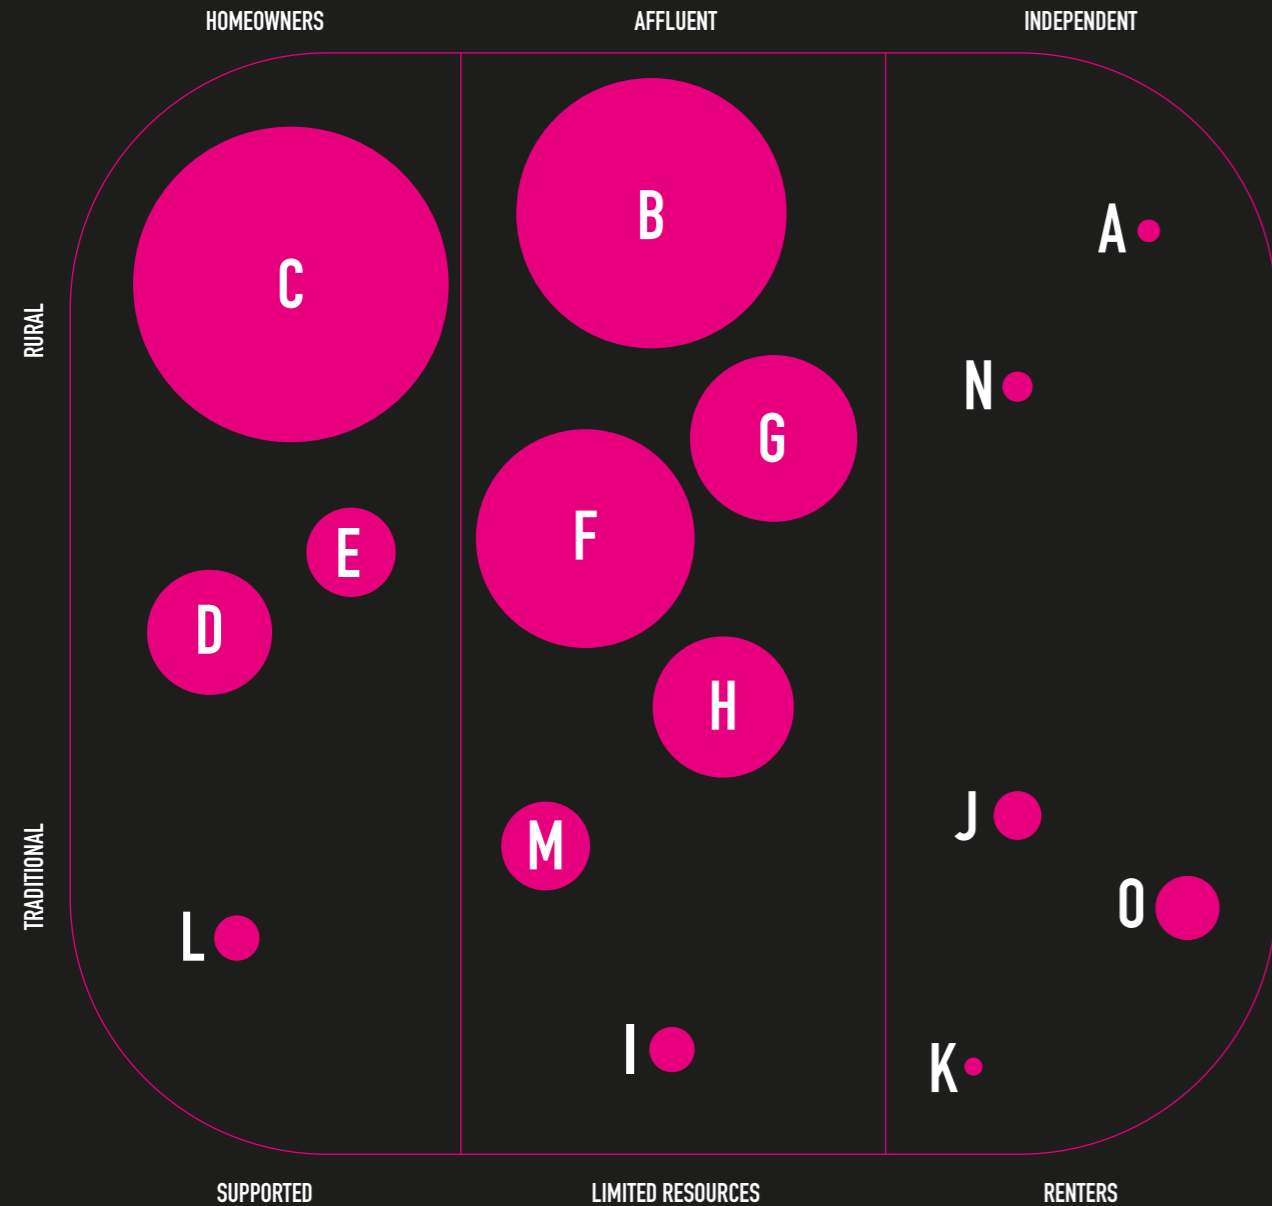 HOMEOWNERS
AFFLUENT
INDEPENDENT
RURAL
TRADITIONAL
B
A
C
N
G
F
E
D
H
J
M
O
L
I
K
SUPPORTED
LIMITED RESOURCES
RENTERS